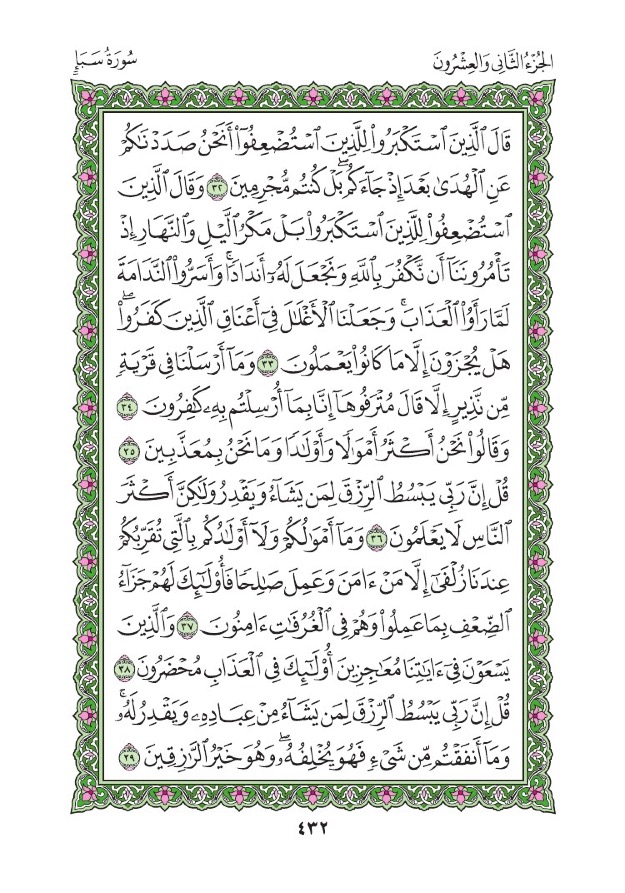 الجُزْءُ الثَّانِي وَالعِشْرُونَ
سُورَةُ سَبَإٍ
قَالَ ٱلَّذِينَ ٱسْتَكْبَرُوا۟ لِلَّذِينَ ٱسْتُضْعِفُوٓا۟ أَنَحْنُ صَدَدْنَٰكُمْ
عَنِ ٱلْهُدَىٰ بَعْدَ إِذْ جَآءَكُم ۖ بَلْ كُنتُم مُّجْرِمِينَ ٣٢ وَقَالَ ٱلَّذِينَ
ٱسْتُضْعِفُوا۟ لِلَّذِينَ ٱسْتَكْبَرُوا۟ بَلْ مَكْرُ ٱلَّيْلِ وَٱلنَّهَارِ إِذْ
تَأْمُرُونَنَآ أَن نَّكْفُرَ بِٱللَّهِ وَنَجْعَلَ لَهُۥٓ أَندَادًا ۚ وَأَسَرُّوا۟ ٱلنَّدَامَةَ
لَمَّا رَأَوُا۟ ٱلْعَذَابَ ۚ وَجَعَلْنَا ٱلْأَغْلَٰلَ فِىٓ أَعْنَاقِ ٱلَّذِينَ كَفَرُوا۟ ۖ
هَلْ يُجْزَوْنَ إِلَّا مَا كَانُوا۟ يَعْمَلُونَ ٣٣ وَمَآ أَرْسَلْنَا فِى قَرْيَةٍ
مِّن نَّذِيرٍ إِلَّا قَالَ مُتْرَفُوهَآ إِنَّا بِمَآ أُرْسِلْتُم بِهِۦ كَٰفِرُونَ ٣٤
وَقَالُوا۟ نَحْنُ أَكْثَرُ أَمْوَٰلًا وَأَوْلَٰدًا وَمَا نَحْنُ بِمُعَذَّبِينَ ٣٥
قُلْ إِنَّ رَبِّى يَبْسُطُ ٱلرِّزْقَ لِمَن يَشَآءُ وَيَقْدِرُ وَلَٰكِنَّ أَكْثَرَ
ٱلنَّاسِ لَا يَعْلَمُونَ ٣٦ وَمَآ أَمْوَٰلُكُمْ وَلَآ أَوْلَٰدُكُم بِٱلَّتِى تُقَرِّبُكُمْ
عِندَنَا زُلْفَىٰٓ إِلَّا مَنْ ءَامَنَ وَعَمِلَ صَٰلِحًا فَأُو۟لَٰٓئِكَ لَهُمْ جَزَآءُ
ٱلضِّعْفِ بِمَا عَمِلُوا۟ وَهُمْ فِى ٱلْغُرُفَٰتِ ءَامِنُونَ ٣٧ وَٱلَّذِينَ
يَسْعَوْنَ فِىٓ ءَايَٰتِنَا مُعَٰجِزِينَ أُو۟لَٰٓئِكَ فِى ٱلْعَذَابِ مُحْضَرُونَ ٣٨
قُلْ إِنَّ رَبِّى يَبْسُطُ ٱلرِّزْقَ لِمَن يَشَآءُ مِنْ عِبَادِهِۦ وَيَقْدِرُ لَهُۥ ۚ
وَمَآ أَنفَقْتُم مِّن شَىْءٍ فَهُوَ يُخْلِفُهُۥ ۖ وَهُوَ خَيْرُ ٱلرَّٰزِقِينَ ٣٩
٤٣٢